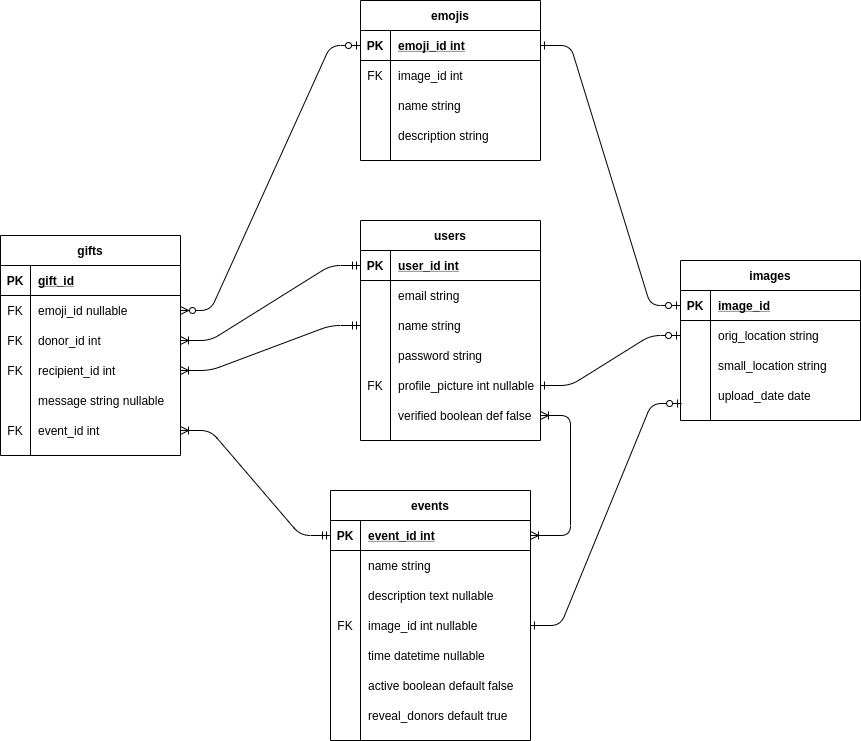 emojis
PK emoji_id int
FK image_id int
name string
description string
gifts
PK gift_id
FK emoji_id nullable
FK donor_id int
FK recipient_id int
message string nullable
FK event_id int
users
PK user_id int
email string
name string
password string
FK profile_picture int nullable
verified boolean def false
images
PK image_id
orig_location string
small_location string
upload_date date
events
PK event_id int
name string
description text nullable
FK image_id int nullable
time datetime nullable
active boolean default false
reveal_donors default true